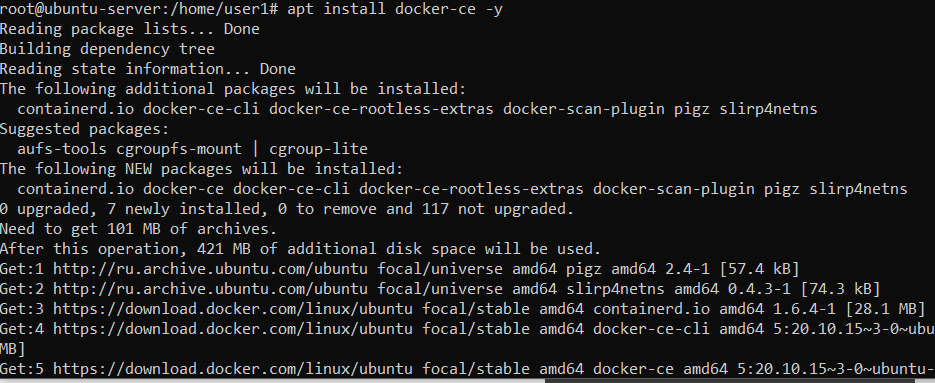 root@ubuntu-server:/home/user1# apt install docker-ce -y
Reading package lists... Done
Building dependency tree
Reading state information... Done
The following additional packages will be installed:
  containerd.io docker-ce-cli docker-ce-rootless-extras docker-scan-plugin pigz slirp4netns
Suggested packages:
  aufs-tools cgroupfs-mount | cgroup-lite
The following NEW packages will be installed:
  containerd.io docker-ce docker-ce-cli docker-ce-rootless-extras docker-scan-plugin pigz slirp4netns
0 upgraded, 7 newly installed, 0 to remove and 117 not upgraded.
Need to get 101 MB of archives.
After this operation, 421 MB of additional disk space will be used.
Get:1 http://ru.archive.ubuntu.com/ubuntu focal/universe amd64 pigz amd64 2.4-1 [57.4 kB]
Get:2 http://ru.archive.ubuntu.com/ubuntu focal/universe amd64 slirp4netns amd64 0.4.3-1 [74.3 kB]
Get:3 https://download.docker.com/linux/ubuntu focal/stable amd64 containerd.io amd64 1.6.4-1 [28.1 MB]
Get:4 https://download.docker.com/linux/ubuntu focal/stable amd64 docker-ce-cli amd64 5:20.10.15~3-0~ubu
MB]
Get:5 https://download.docker.com/linux/ubuntu focal/stable amd64 docker-ce amd64 5:20.10.15~3-0~ubuntu-